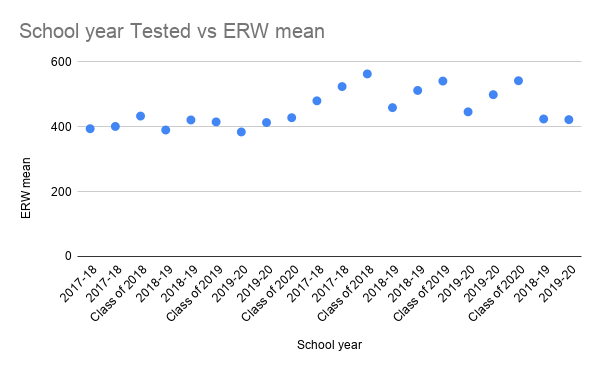 School year Tested vs ERW mean
600
400
200
0
ERW mean
2017-18
2017-18
Class of 2018
2018-19
2018-19
Class of 2019
2019-20
2019-20
Class of 2020
2017-18
2017-18
Class of 2018
2018-19
2018-19
Class of 2019
2019-20
2019-20
Class of 2020
2018-19
2019-20
School year